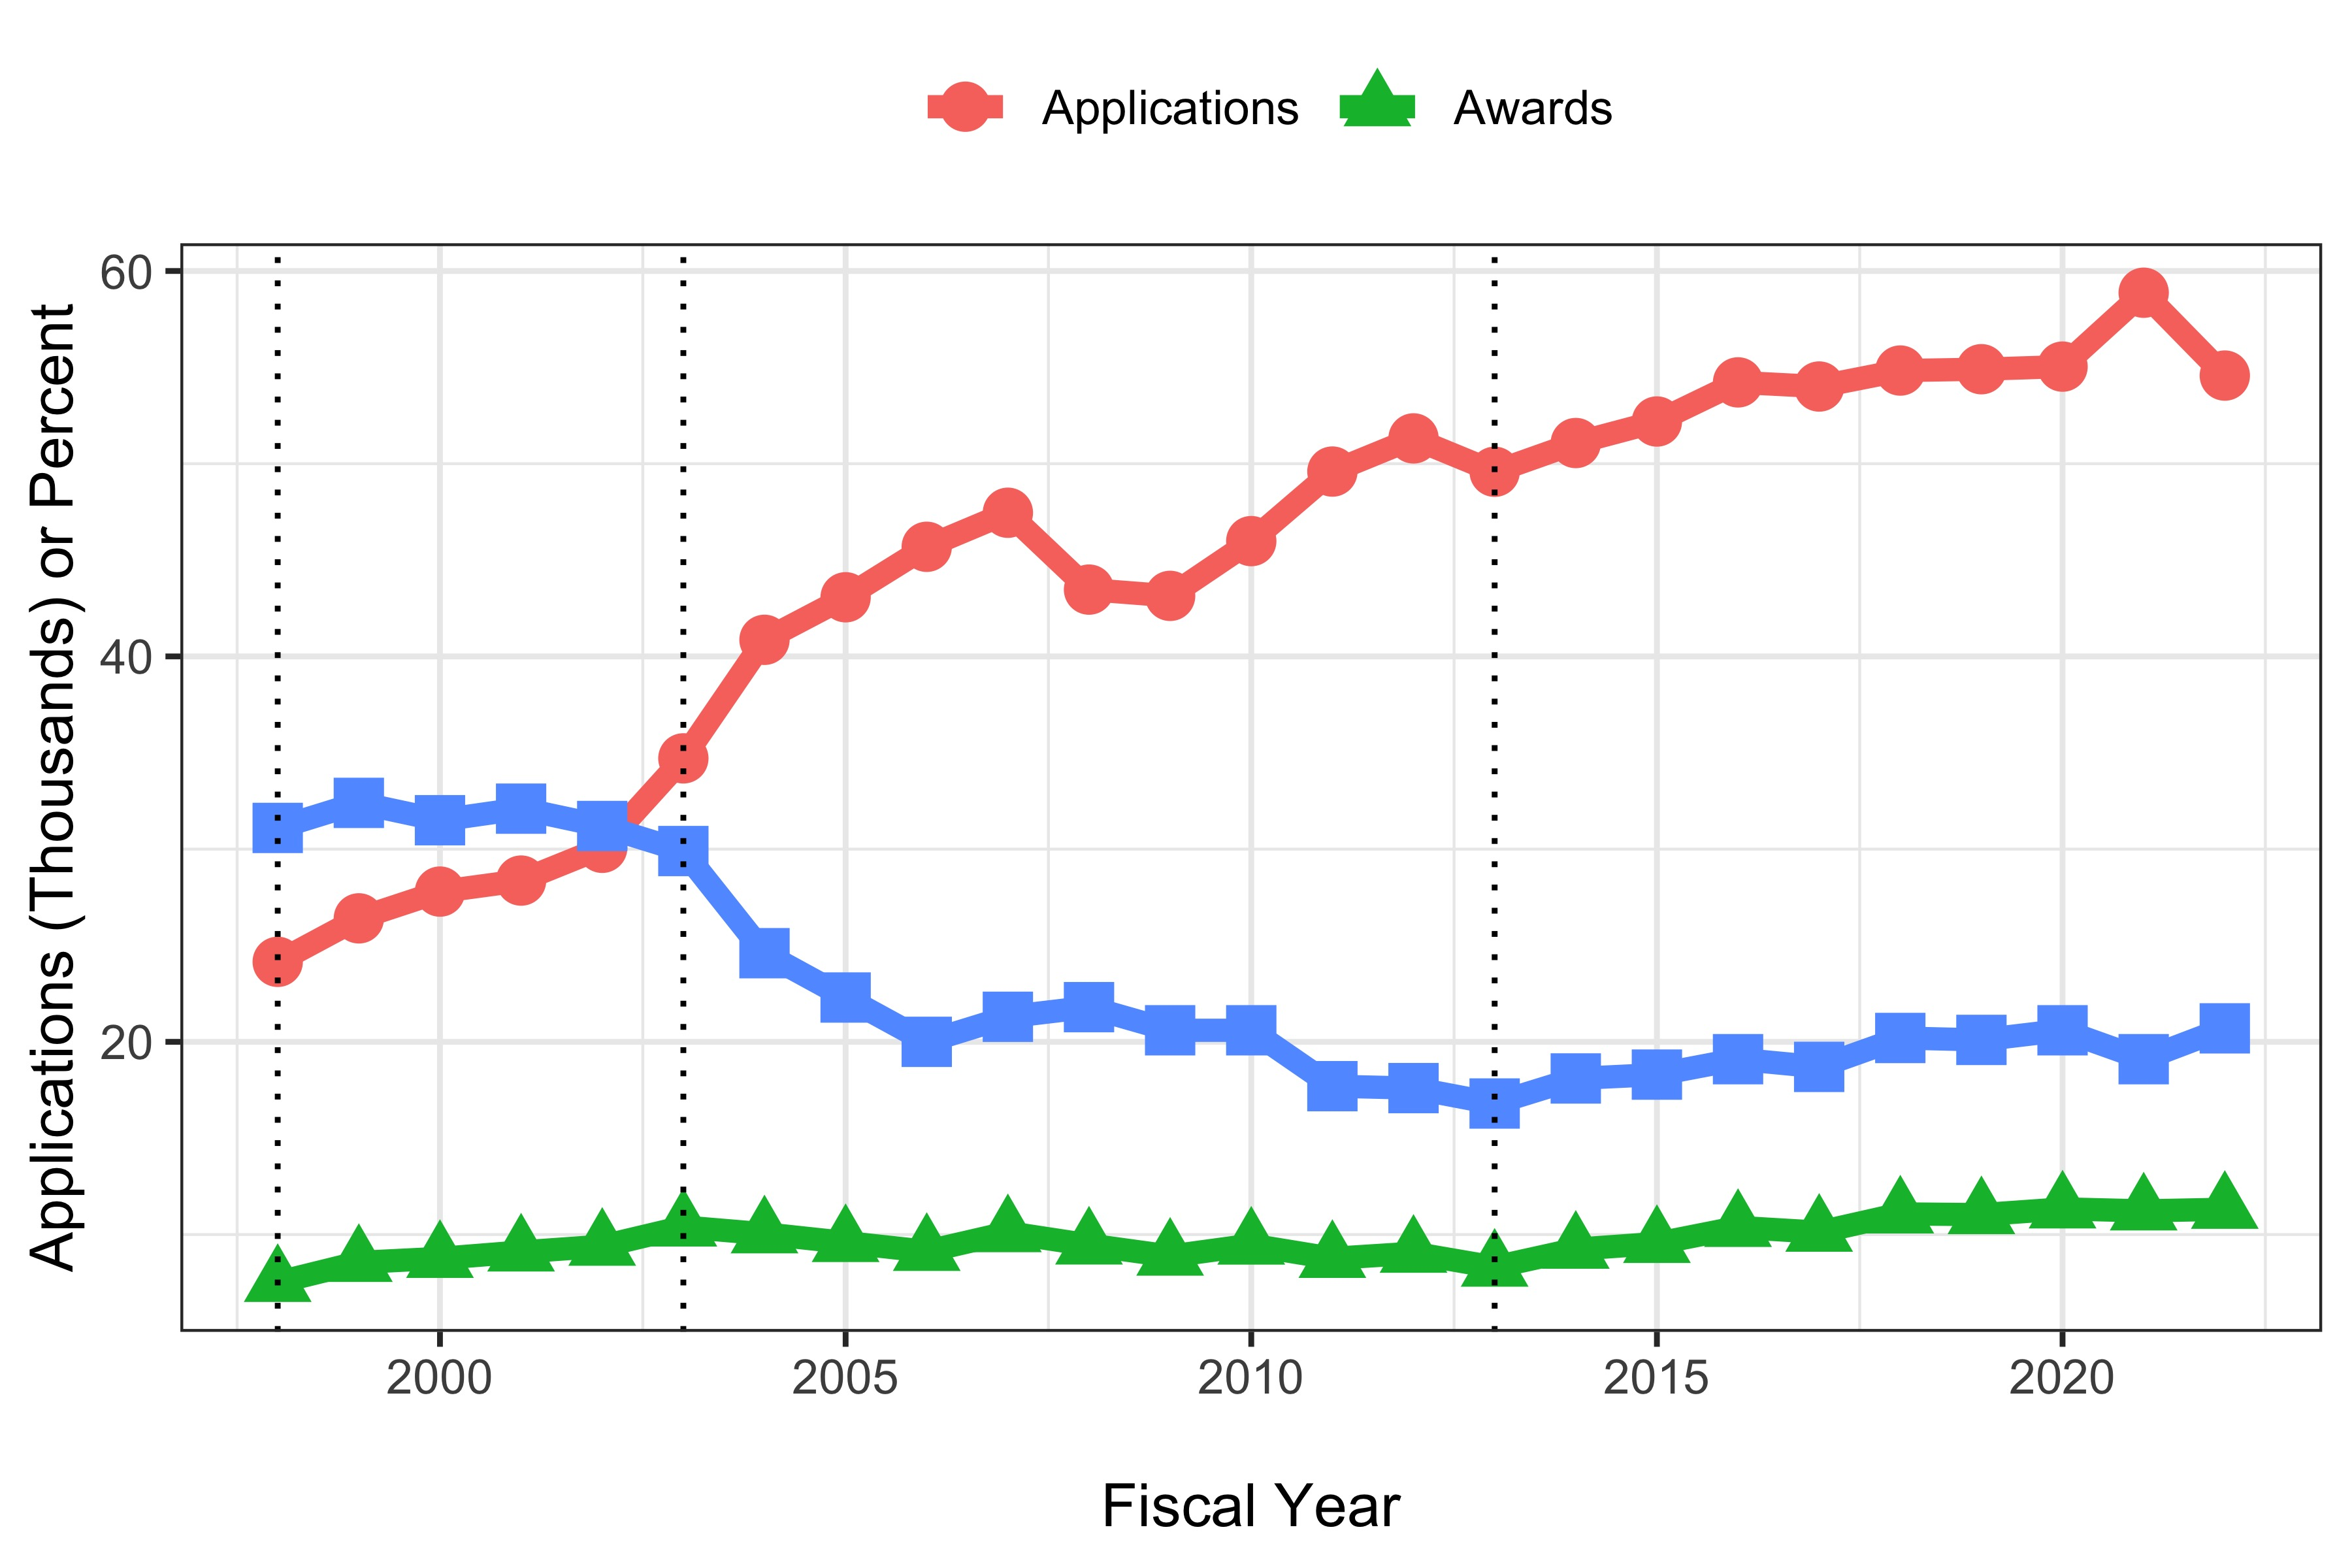 Applications Awards
Applications (Thousands) or Percent
60
40
20
2000 2005 2010 2015 2020
Fiscal Year